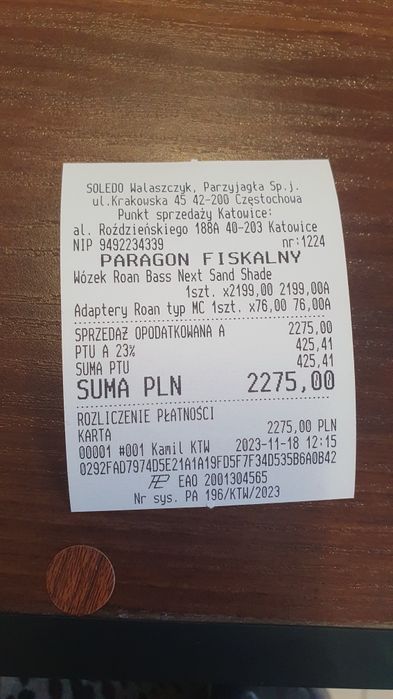 SOLEDO Walaszczyk, Parzyjagła Sp.j.
ul.Krakowska 45 42-200 Częstochowa
Punkt sprzedaży Katowice:
al. Roździeńskiego 188A 40-203 Katowice
NIP 9492234339 nr:1224
PARAGON FISKALNY
Wózek Roan Bass Next Sand Shade
1szt. x2199,00 2199,00A
Adaptery Roan typ MC 1szt. x76,00 76,00A
SPRZEDAŻ OPODATKOWANA A 2275,00
PTU A 23% 425,41
SUMA PTU 425,41
SUMA PLN 2275,00
ROZLICZENIE PŁATNOŚCI
KARTA 2275,00 PLN
00001 #001 Kamil KTW 2023-11-18 12:15
0292FAD7974D5E21A1A19FD5F7F34D535B6A0B42
EAO 2001304565
Nr sys. PA 196/KTW/2023